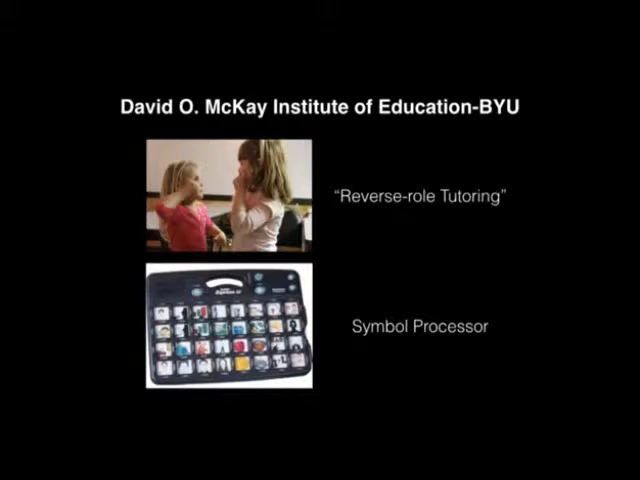 David O. McKay Institute of Education-BYU
“Reverse-role Tutoring”
Symbol Processor